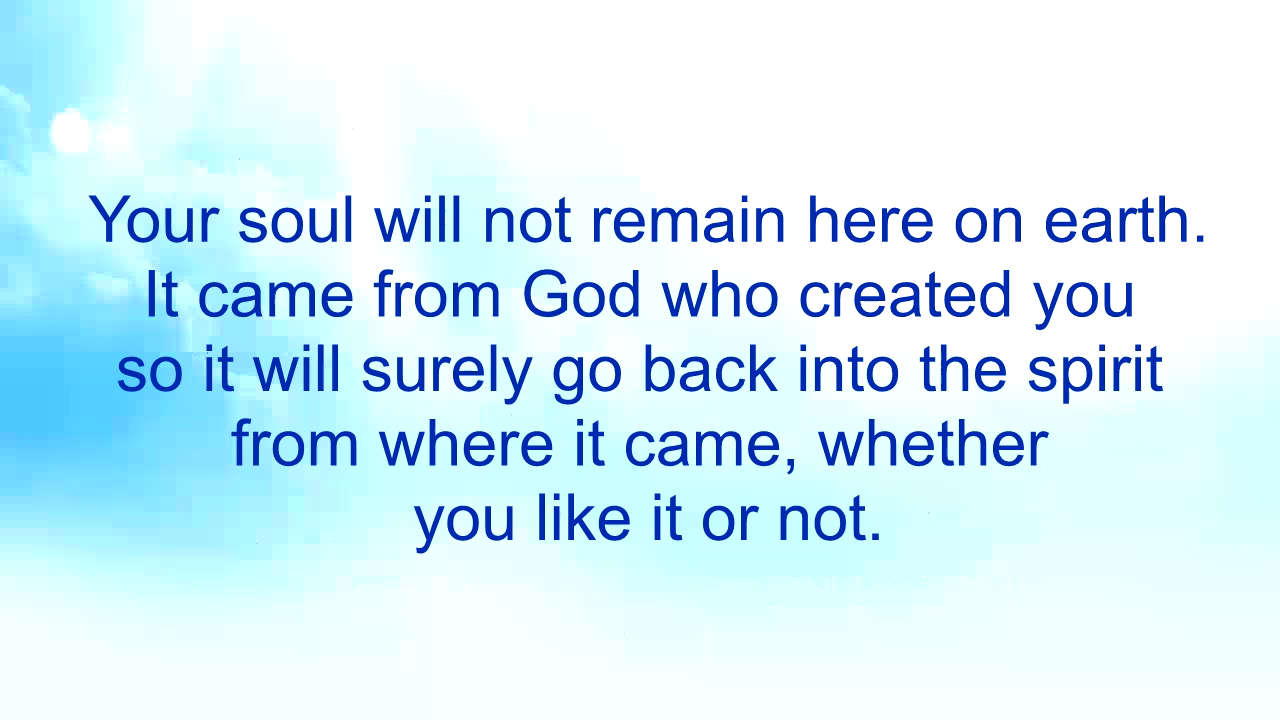 Your soul will not remain here on earth.
It came from God who created you
so it will surely go back into the spirit
from where it came, whether
you like it or not.